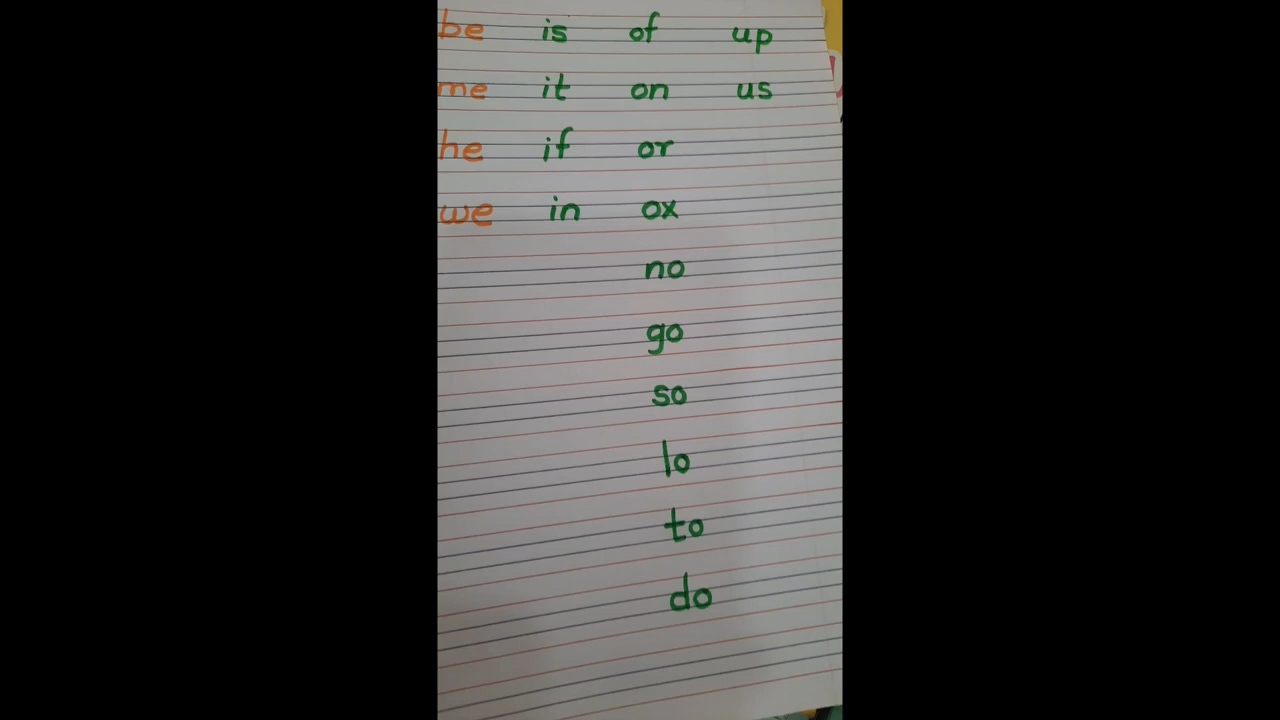 be is of up
me it on us
he if or
we in ox
no
go
so
lo
to
do